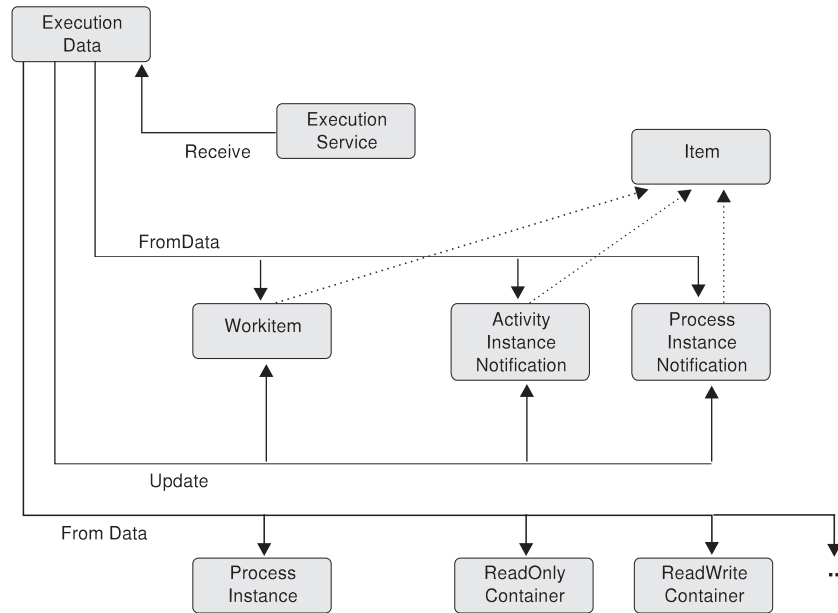 Execution
Data
Execution
Service
Receive
Item
FromData
Workitem
Activity
Instance
Notification
Process
Instance
Notification
Update
From Data
Process
Instance
ReadOnly
Container
ReadWrite
Container
..